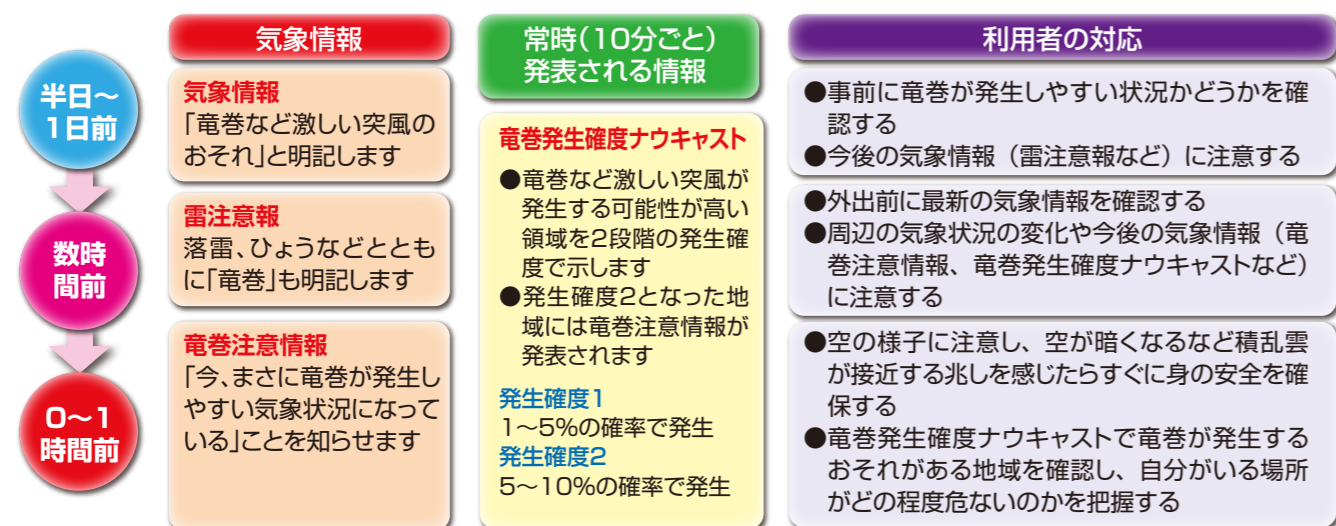 気象情報
常時(10分ごと)
発表される情報
利用者の対応
半日～
1日前
気象情報
「竜巻など激しい突風の
おそれ」と明記します
竜巻発生確度ナウキャスト
●竜巻など激しい突風が
発生する可能性が高い
領域を2段階の発生確
度で示します
●発生確度2となった地
域には竜巻注意情報が
発表されます
発生確度1
1～5%の確率で発生
発生確度2
5～10%の確率で発生
●事前に竜巻が発生しやすい状況かどうかを確
認する
●今後の気象情報（雷注意報など）に注意する
数時
間前
雷注意報
落雷、ひょうなどととも
に「竜巻」も明記します
●外出前に最新の気象情報を確認する
●周辺の気象状況の変化や今後の気象情報（竜
巻注意情報、竜巻発生確度ナウキャストなど）
に注意する
0～1
時間前
竜巻注意情報
「今、まさに竜巻が発生し
やすい気象状況になって
いる」ことを知らせます
●空の様子に注意し、空が暗くなるなど積乱雲
が接近する兆しを感じたらすぐに身の安全を確
保する
●竜巻発生確度ナウキャストで竜巻が発生する
おそれがある地域を確認し、自分がいる場所
がどの程度危ないのかを把握する